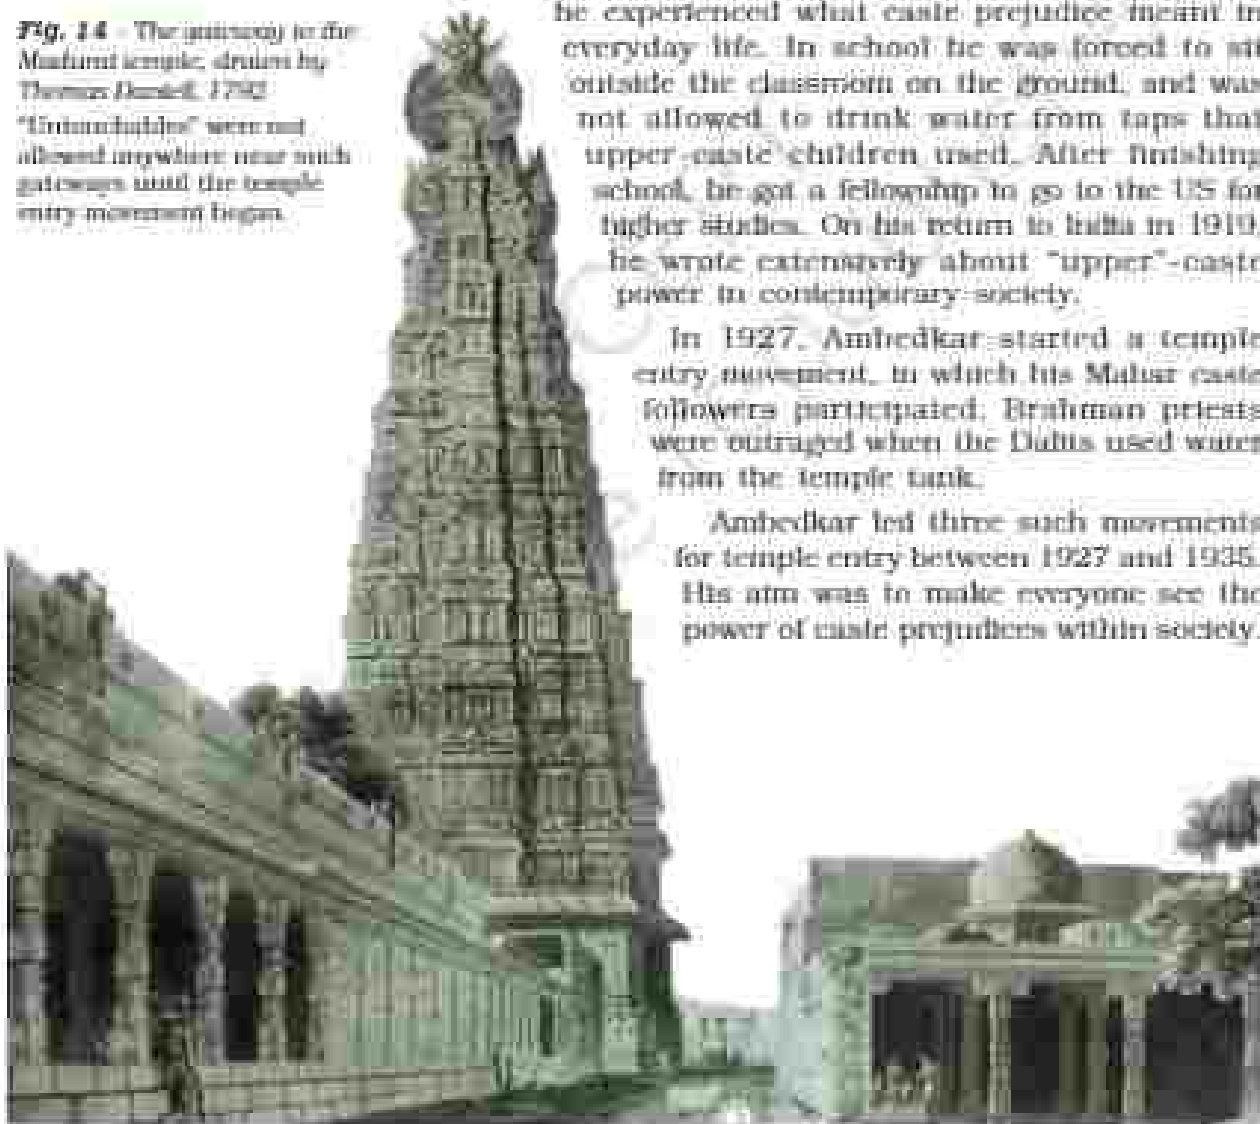 Fig. 14 – The gateway to the
Madurai temple, drawn by
Thomas Daniell, 1792
"Untouchables" were not
allowed anywhere near such
gateways until the temple
entry movement began.
he experienced what caste prejudice meant in
everyday life. In school he was forced to sit
outside the classroom on the ground, and was
not allowed to drink water from taps that
upper-caste children used. After finishing
school, he got a fellowship to go to the US for
higher studies. On his return to India in 1919,
he wrote extensively about "upper"-caste
power in contemporary society.
In 1927, Ambedkar started a temple
entry movement, in which his Mahar caste
followers participated. Brahman priests
were outraged when the Dalits used water
from the temple tank.
Ambedkar led three such movements
for temple entry between 1927 and 1935.
His aim was to make everyone see the
power of caste prejudices within society.